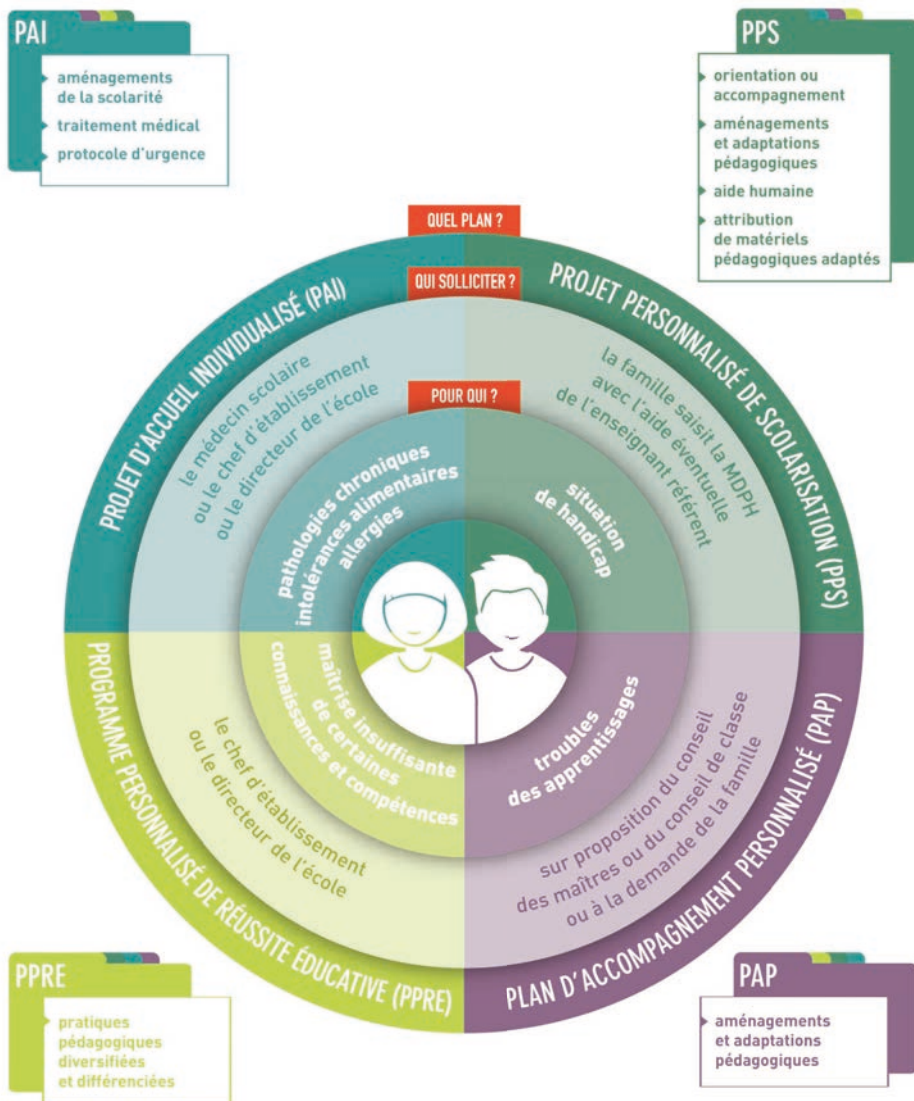 PAI
aménagements
de la scolarité
traitement médical
protocole d'urgence
PPS
orientation ou
accompagnement
aménagements
et adaptations
pédagogiques
aide humaine
attribution
de matériels
pédagogiques adaptés
QUEL PLAN ?
QUI SOLLICITER ?
POUR QUI ?
PROJET D'ACCUEIL INDIVIDUALISÉ (PAI)
le médecin scolaire
ou le chef d'établissement
ou le directeur de l'école
pathologies chroniques
intolérances alimentaires
allergies
PROJET PERSONNALISÉ DE SCOLARISATION (PPS)
la famille saisit la MDPH
avec l'aide éventuelle
de l'enseignant référent
situation
de handicap
PROGRAMME PERSONNALISÉ DE RÉUSSITE ÉDUCATIVE (PPRE)
le chef d'établissement
ou le directeur de l'école
maîtrise insuffisante
de certaines
connaissances et compétences
PLAN D'ACCOMPAGNEMENT PERSONNALISÉ (PAP)
sur proposition du conseil
des maîtres ou du conseil de classe
ou à la demande de la famille
troubles
des apprentissages
PPRE
pratiques
pédagogiques
diversifiées
et différenciées
PAP
aménagements
et adaptations
pédagogiques